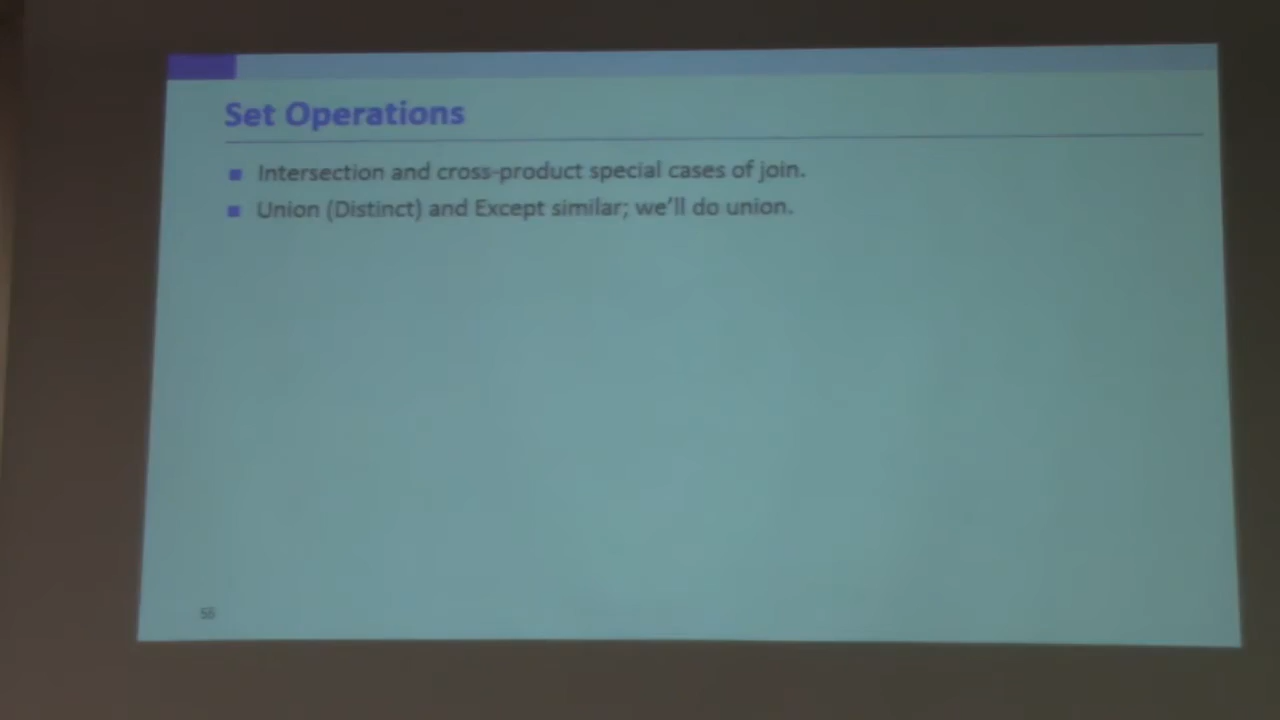 Set Operations
Intersection and cross-product special cases of join.
Union (Distinct) and Except similar; we'll do union.
55